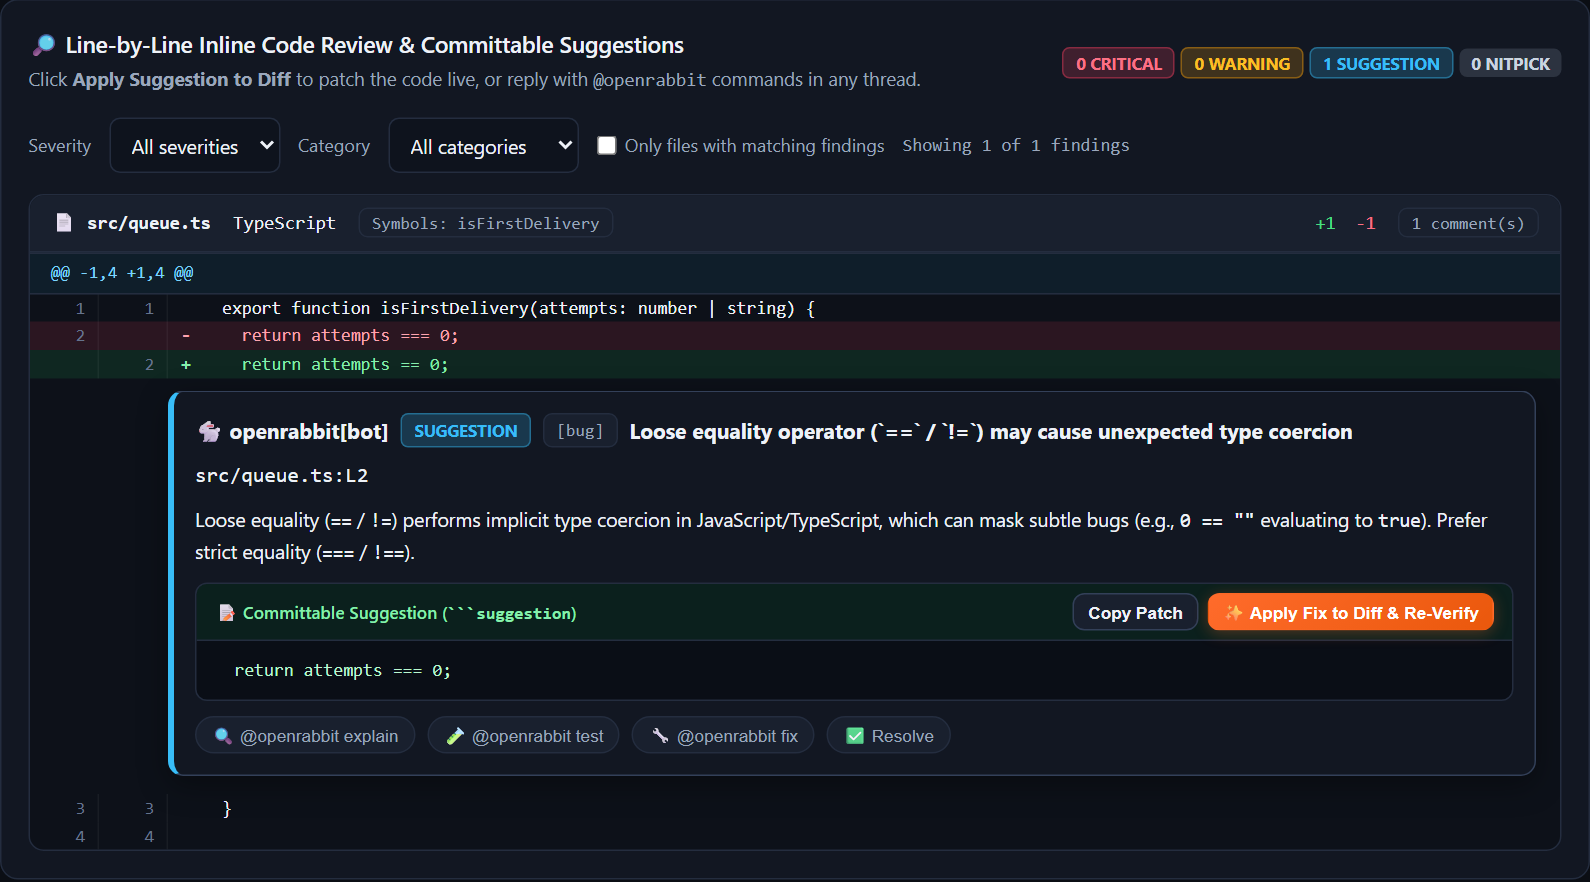 🔎 Line-by-Line Inline Code Review & Committable Suggestions
Click Apply Suggestion to Diff to patch the code live, or reply with @openrabbit commands in any thread.
0 CRITICAL 0 WARNING 1 SUGGESTION 0 NITPICK
Severity All severities Category All categories Only files with matching findings Showing 1 of 1 findings
src/queue.ts TypeScript Symbols: isFirstDelivery +1 -1 1 comment(s)
@@ -1,4 +1,4 @@
1 1 export function isFirstDelivery(attempts: number | string) {
2 - return attempts === 0;
2 + return attempts == 0;
openrabbit[bot] SUGGESTION [bug] Loose equality operator (`==` / `!=`) may cause unexpected type coercion
src/queue.ts:L2
Loose equality (== / !=) performs implicit type coercion in JavaScript/TypeScript, which can mask subtle bugs (e.g., 0 == "" evaluating to true). Prefer
strict equality (=== / !==).
Committable Suggestion (```suggestion) Copy Patch ✨ Apply Fix to Diff & Re-Verify
return attempts === 0;
@openrabbit explain @openrabbit test @openrabbit fix Resolve
3 3 }
4 4